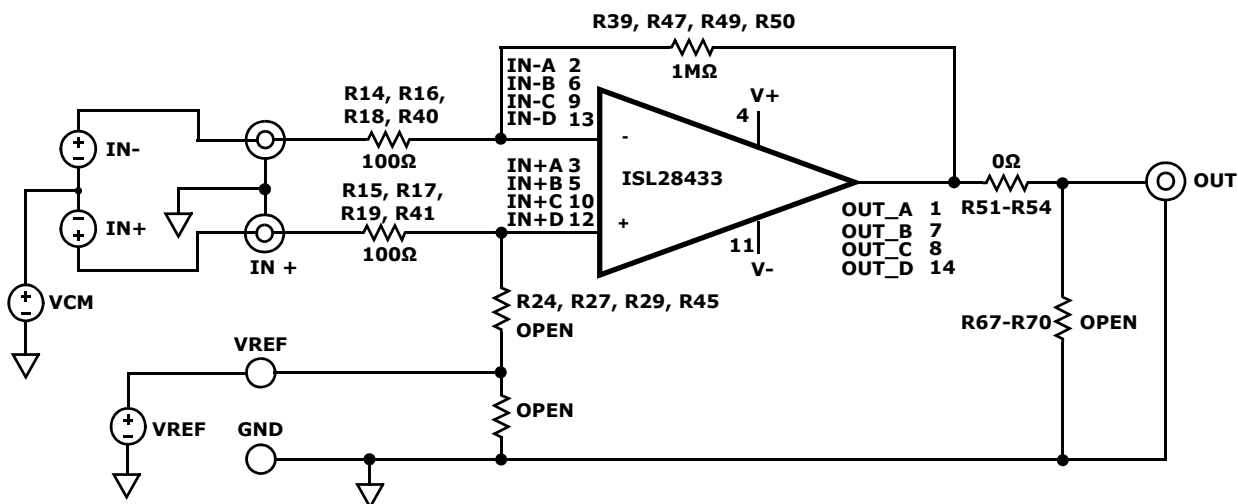 R39, R47, R49, R50
1MΩ
IN-A 2
IN-B 6
IN-C 9
IN-D 13
R14, R16,
R18, R40
100Ω
V+
4
-
+
IN-
+
-
0Ω
OUT
R51-R54
ISL28433
IN+A 3
IN+B 5
IN+C 10
IN+D 12
+
R15, R17,
R19, R41
100Ω
IN+
+
-
IN +
OUT_A 1
OUT_B 7
OUT_C 8
OUT_D 14
11
V-
VCM
+
-
R24, R27, R29, R45
OPEN
R67-R70
OPEN
VREF
OPEN
VREF
+
-
GND